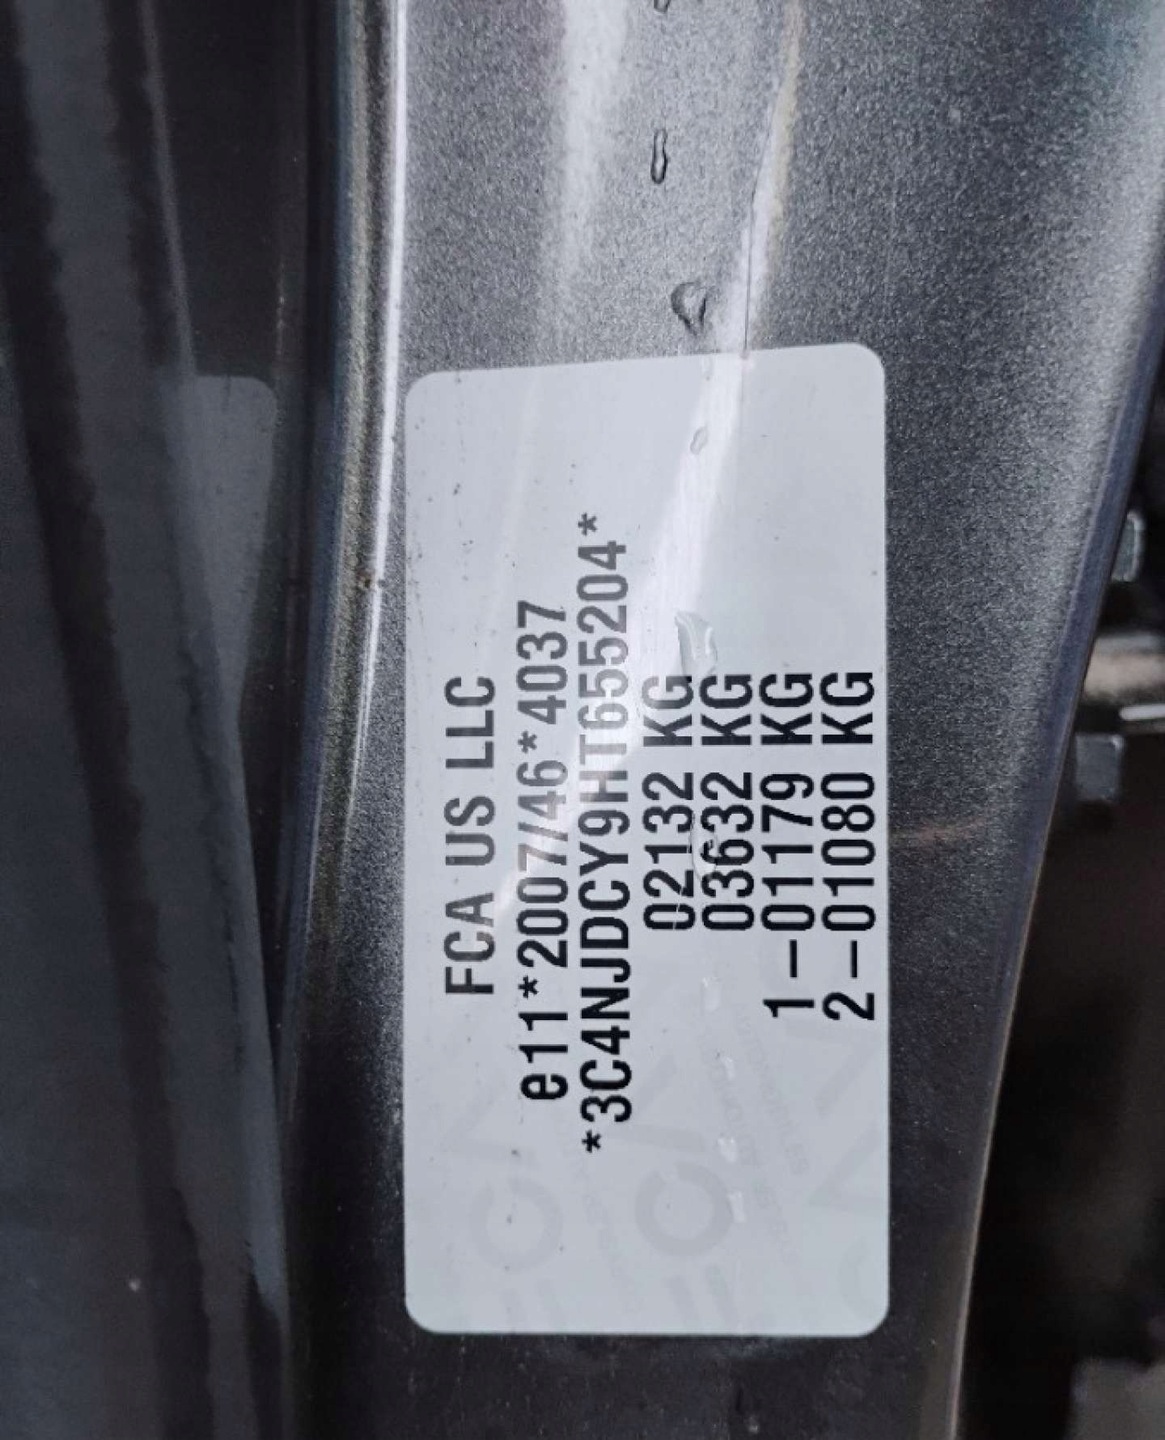 FCA US LLC
e11*2007/46*4037
*3C4NJDCY9HT655204*
02132 KG
03632 KG
1-01179 KG
2-01080 KG